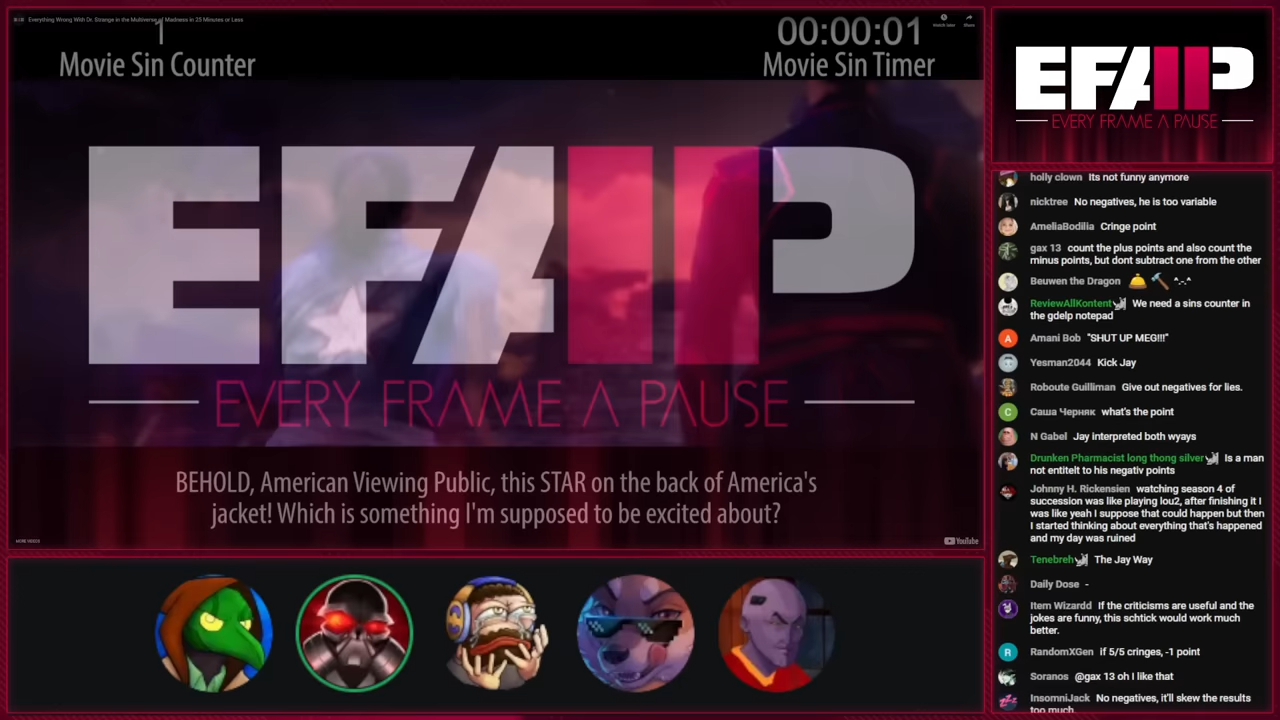 Everything Wrong With Dr. Strange in the Multiverse of Madness in 25 Minutes or Less
1
Movie Sin Counter
00:00:01
Movie Sin Timer
Watch later
Share
EFAP
EVERY FRAME A PAUSE
BEHOLD, American Viewing Public, this STAR on the back of America's
jacket! Which is something I'm supposed to be excited about?
MORE VIDEOS
YouTube
EFAP
EVERY FRAME A PAUSE
holly clown Its not funny anymore
nicktree No negatives, he is too variable
AmeliaBodilia Cringe point
gax 13 count the plus points and also count the
minus points, but dont subtract one from the other
Beuwen the Dragon 🛎️ 🔨 ^-.-^
ReviewAllKontent We need a sins counter in
the gdelp notepad
A
Amani Bob "SHUT UP MEG!!!"
Yesman2044 Kick Jay
Roboute Guilliman Give out negatives for lies.
C
Саша Черняк what's the point
N Gabel Jay interpreted both wyays
Drunken Pharmacist long thong silver Is a man
not entitelt to his negativ points
Johnny H. Rickensien watching season 4 of
succession was like playing lou2, after finishing it I
was like yeah I suppose that could happen but then
I started thinking about everything that's happened
and my day was ruined
Tenebreh The Jay Way
Daily Dose -
Item Wizardd If the criticisms are useful and the
jokes are funny, this schtick would work much
better.
R
RandomXGen if 5/5 cringes, -1 point
Soranos @gax 13 oh I like that
InsomniJack No negatives, it'll skew the results
too much.